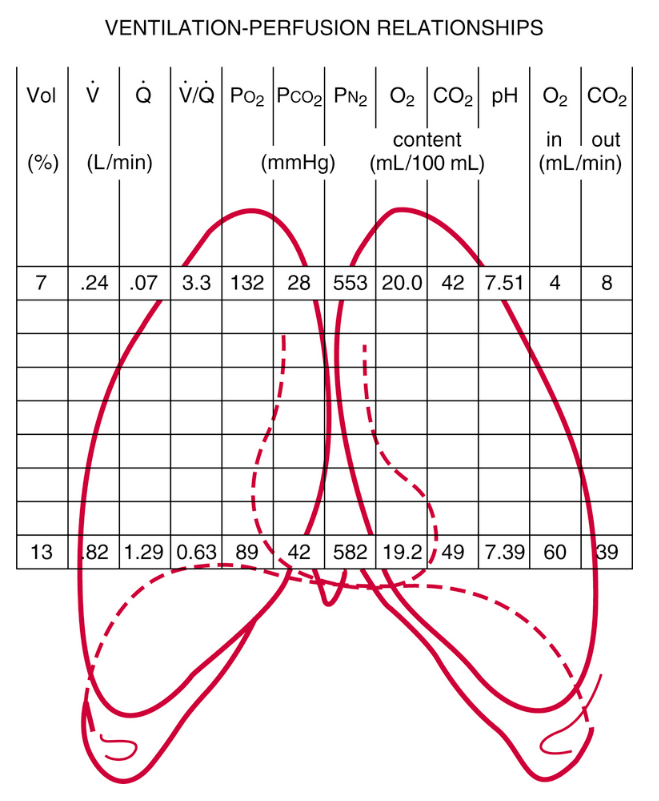 VENTILATION-PERFUSION RELATIONSHIPS
Vol V̇ Q̇ V̇/Q̇ PO₂ PCO₂ PN₂ O₂ CO₂ pH O₂ CO₂
content in out
(%) (L/min) (mmHg) (mL/100 mL) (mL/min)
7 .24 .07 3.3 132 28 553 20.0 42 7.51 4 8
13 .82 1.29 0.63 89 42 582 19.2 49 7.39 60 39